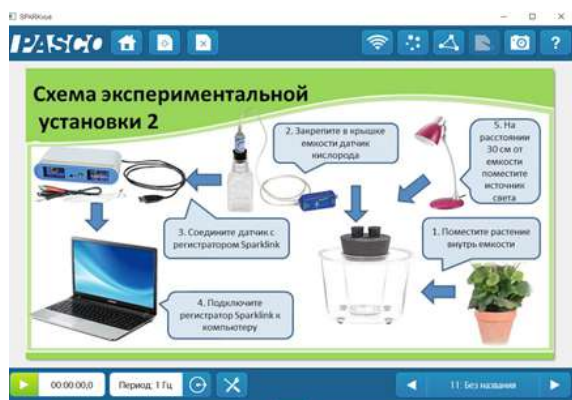 SPARKvue
PASCO
?
Схема экспериментальной
установки 2
2. Закрепите в крышке
емкости датчик
кислорода
5. На
расстоянии
30 см от
емкости
поместите
источник
света
3. Соедините датчик с
регистратором Sparklink
1. Поместите растение
внутрь емкости
4. Подключите
регистратор Sparklink к
компьютеру
00:00:00,0
Период: 1 Гц
11: Без названия